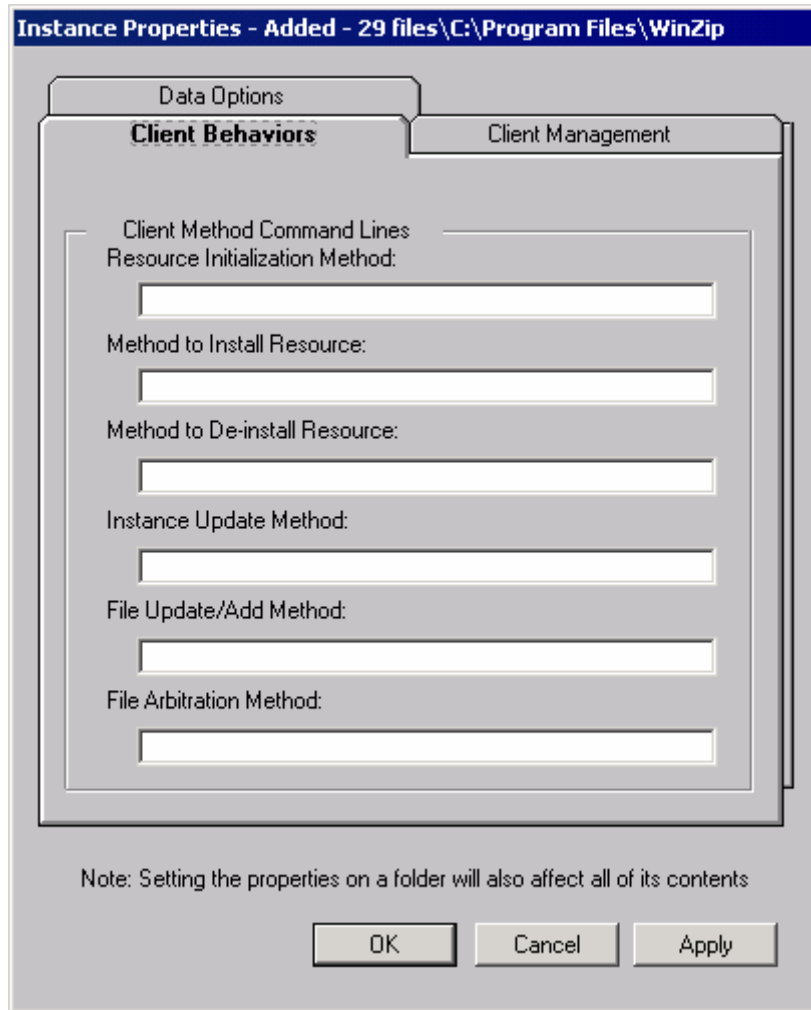 Instance Properties - Added - 29 files\C:\Program Files\WinZip
Data Options
Client Behaviors
Client Management
Client Method Command Lines
Resource Initialization Method:
Method to Install Resource:
Method to De-install Resource:
Instance Update Method:
File Update/Add Method:
File Arbitration Method:
Note: Setting the properties on a folder will also affect all of its contents
OK
Cancel
Apply